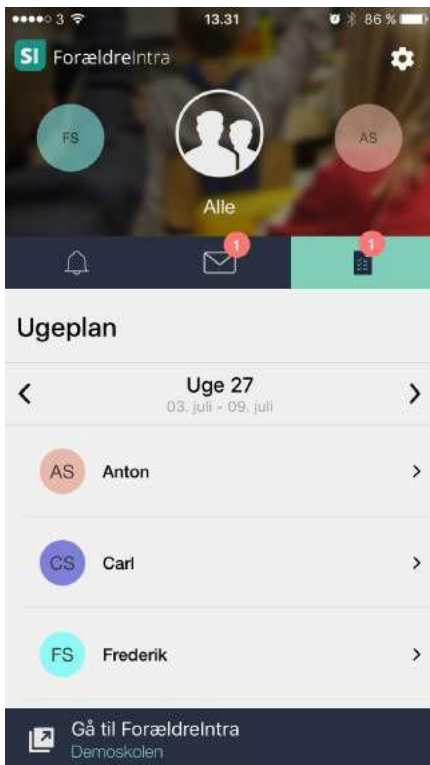 3 13.31 86 %
SI ForældreIntra
FS AS
Alle
1 1
Ugeplan
Uge 27
03. juli - 09. juli
AS Anton
CS Carl
FS Frederik
Gå til ForældreIntra
Demoskolen